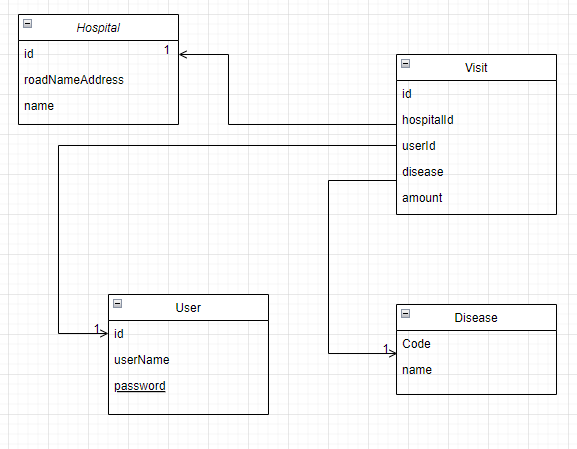 Hospital
id
roadNameAddress
name
1
Visit
id
hospitalId
userId
disease
amount
User
1
id
userName
password
Disease
1
Code
name